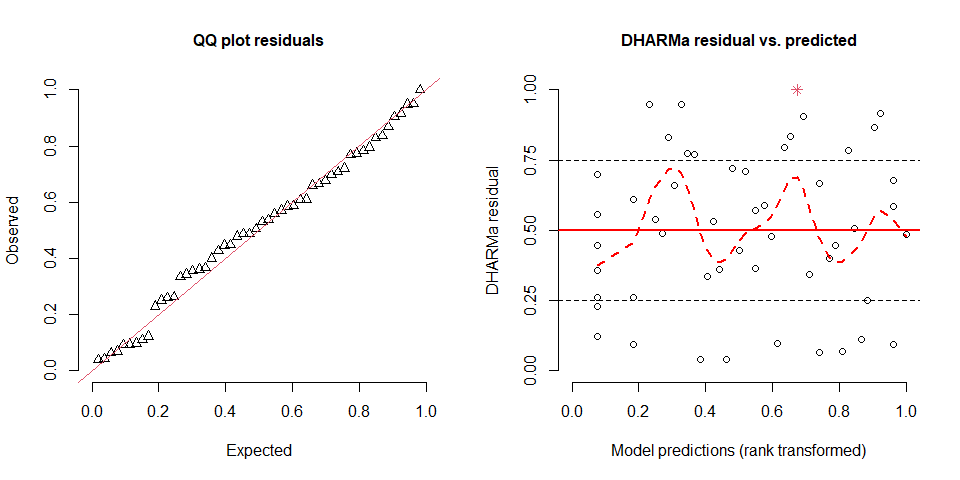 QQ plot residuals
Observed
0.0 0.2 0.4 0.6 0.8 1.0
0.0 0.2 0.4 0.6 0.8 1.0
Expected
DHARMa residual vs. predicted
DHARMa residual
0.00 0.25 0.50 0.75 1.00
0.0 0.2 0.4 0.6 0.8 1.0
Model predictions (rank transformed)